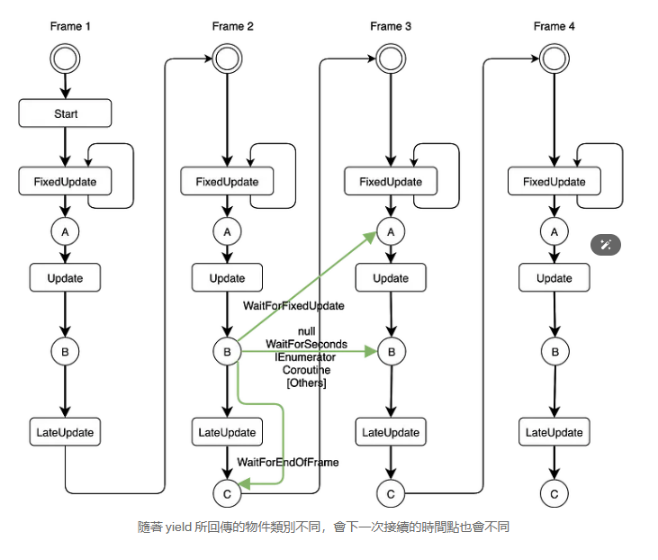 Frame 1
Frame 2
Frame 3
Frame 4
Start
FixedUpdate
FixedUpdate
FixedUpdate
FixedUpdate
A
A
A
A
Update
Update
Update
Update
WaitForFixedUpdate
null
WaitForSeconds
IEnumerator
Coroutine
[Others]
B
B
B
B
LateUpdate
LateUpdate
LateUpdate
LateUpdate
WaitForEndOfFrame
C
C
C
隨著 yield 所回傳的物件類別不同，會下一次接續的時間點也會不同